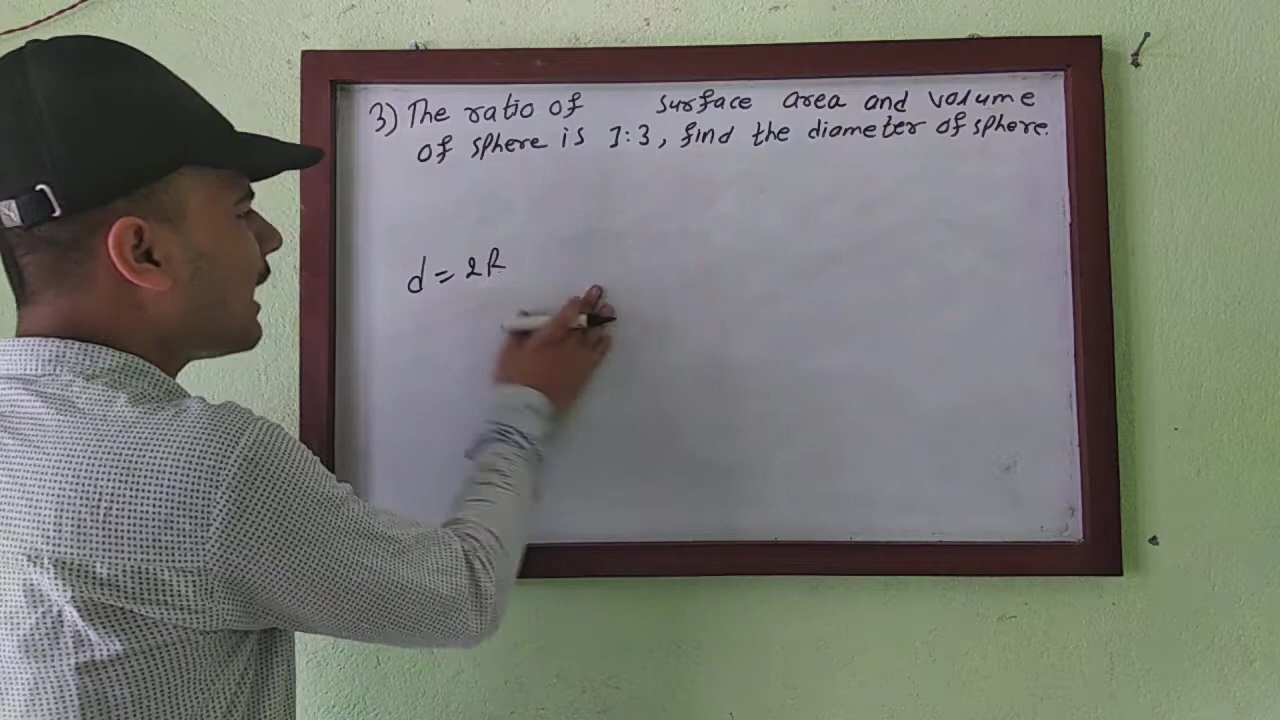 3) The ratio of surface area and volume
of sphere is 1:3, find the diameter of sphere.
d = 2R